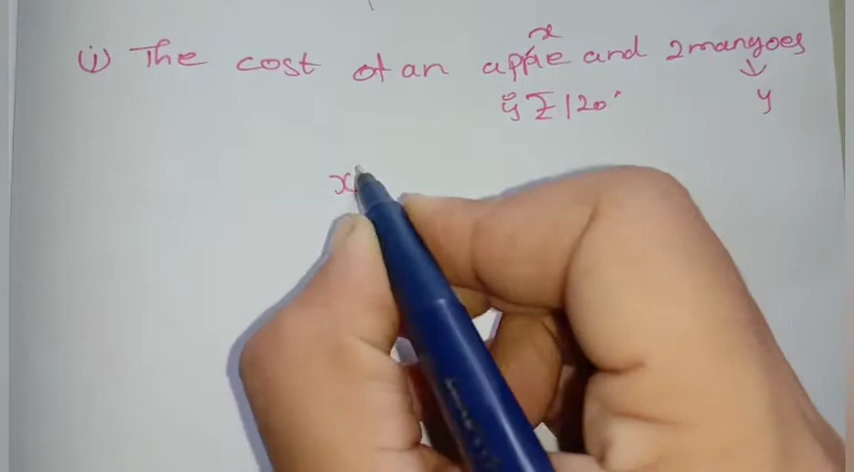 x
(i) The cost of an apple and 2 mangoes
is ₹ 120 y
x